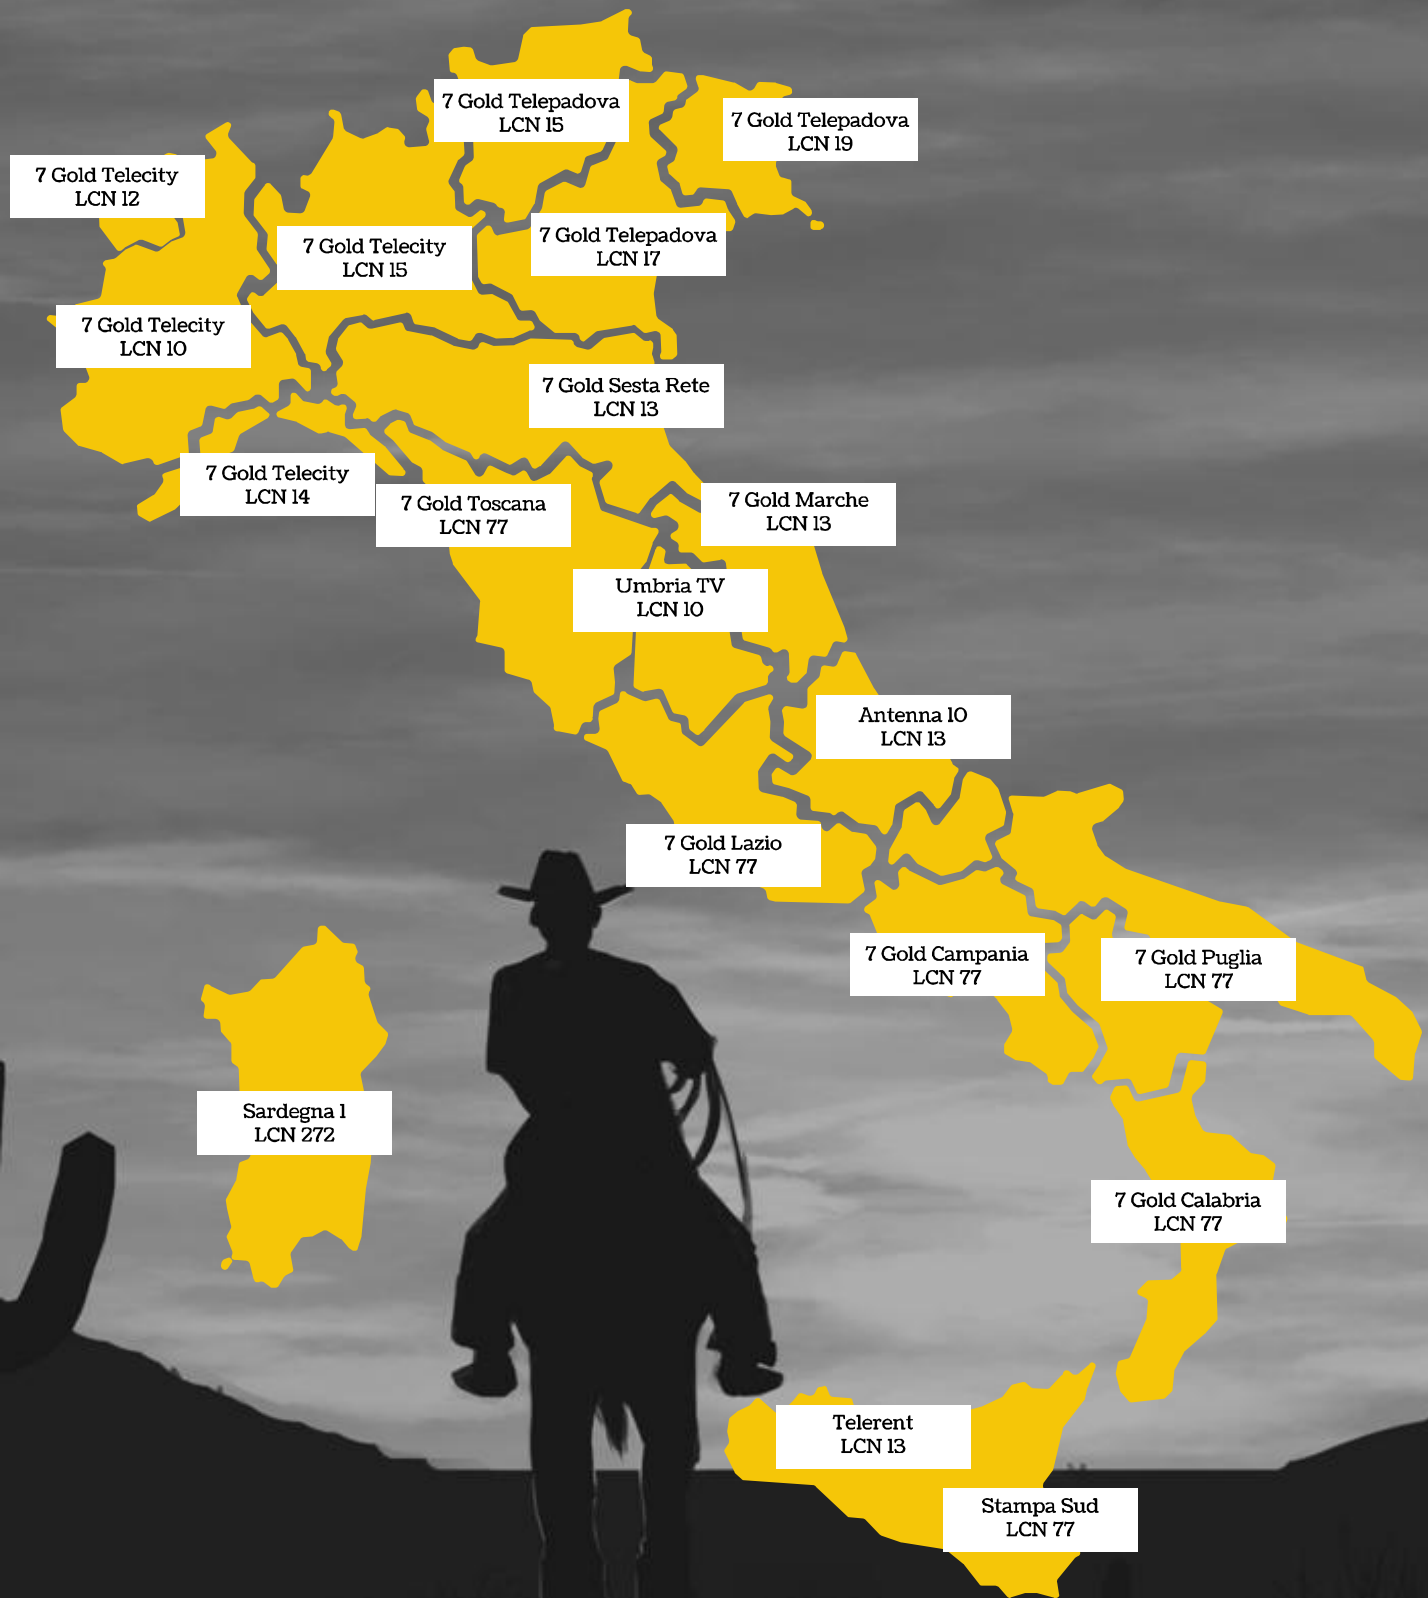 7 Gold Telepadova
LCN 15
7 Gold Telepadova
LCN 19
7 Gold Telecity
LCN 12
7 Gold Telepadova
LCN 17
7 Gold Telecity
LCN 15
7 Gold Telecity
LCN 10
7 Gold Sesta Rete
LCN 13
7 Gold Telecity
LCN 14
7 Gold Toscana
LCN 77
7 Gold Marche
LCN 13
Umbria TV
LCN 10
Antenna 10
LCN 13
7 Gold Lazio
LCN 77
7 Gold Campania
LCN 77
7 Gold Puglia
LCN 77
Sardegna 1
LCN 272
7 Gold Calabria
LCN 77
Telerent
LCN 13
Stampa Sud
LCN 77